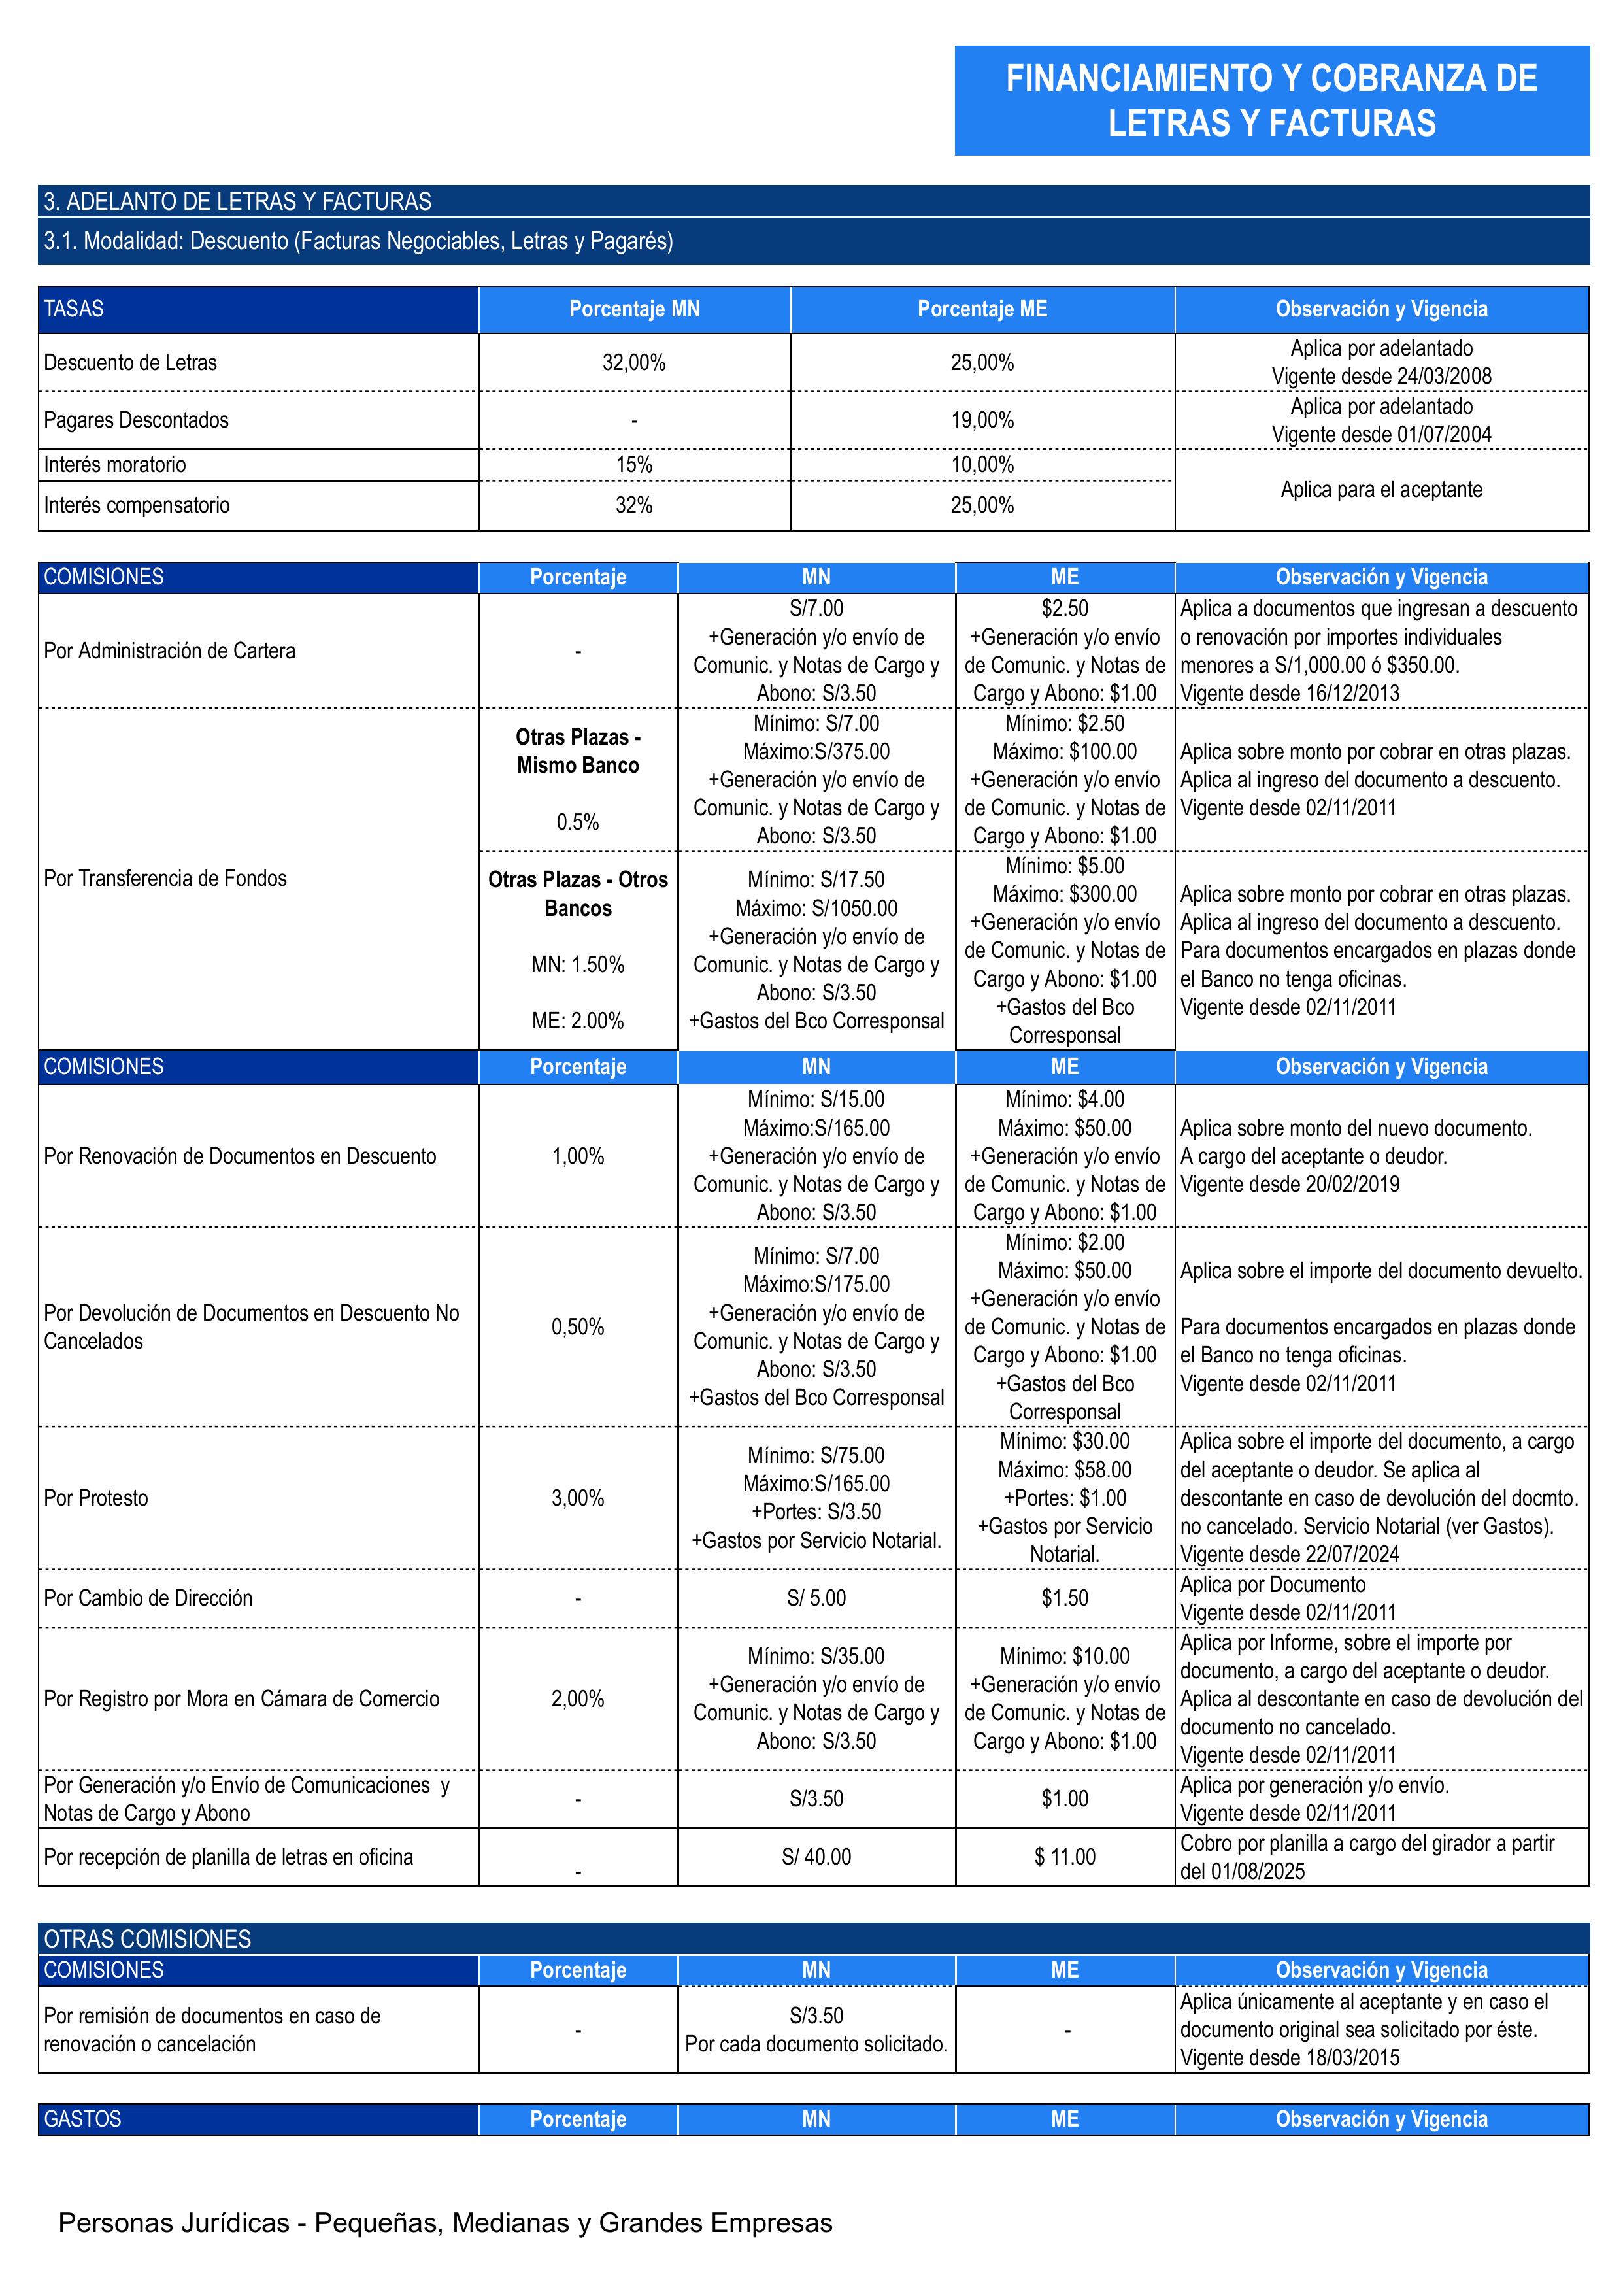 FINANCIAMIENTO Y COBRANZA DE
LETRAS Y FACTURAS
3. ADELANTO DE LETRAS Y FACTURAS
3.1. Modalidad: Descuento (Facturas Negociables, Letras y Pagarés)
TASAS
Porcentaje MN
Porcentaje ME
Observación y Vigencia
Descuento de Letras
32,00%
25,00%
Aplica por adelantado
Vigente desde 24/03/2008
Pagares Descontados
-
19,00%
Aplica por adelantado
Vigente desde 01/07/2004
Interés moratorio
15%
10,00%
Aplica para el aceptante
Interés compensatorio
32%
25,00%
COMISIONES
Porcentaje
MN
ME
Observación y Vigencia
Por Administración de Cartera
-
S/7.00
+Generación y/o envío de
Comunic. y Notas de Cargo y
Abono: S/3.50
$2.50
+Generación y/o envío
de Comunic. y Notas de
Cargo y Abono: $1.00
Aplica a documentos que ingresan a descuento
o renovación por importes individuales
menores a S/1,000.00 ó $350.00.
Vigente desde 16/12/2013
Por Transferencia de Fondos
Otras Plazas -
Mismo Banco
0.5%
Mínimo: S/7.00
Máximo:S/375.00
+Generación y/o envío de
Comunic. y Notas de Cargo y
Abono: S/3.50
Mínimo: $2.50
Máximo: $100.00
+Generación y/o envío
de Comunic. y Notas de
Cargo y Abono: $1.00
Aplica sobre monto por cobrar en otras plazas.
Aplica al ingreso del documento a descuento.
Vigente desde 02/11/2011
Otras Plazas - Otros
Bancos
MN: 1.50%
ME: 2.00%
Mínimo: S/17.50
Máximo: S/1050.00
+Generación y/o envío de
Comunic. y Notas de Cargo y
Abono: S/3.50
+Gastos del Bco Corresponsal
Mínimo: $5.00
Máximo: $300.00
+Generación y/o envío
de Comunic. y Notas de
Cargo y Abono: $1.00
+Gastos del Bco
Corresponsal
Aplica sobre monto por cobrar en otras plazas.
Aplica al ingreso del documento a descuento.
Para documentos encargados en plazas donde
el Banco no tenga oficinas.
Vigente desde 02/11/2011
COMISIONES
Porcentaje
MN
ME
Observación y Vigencia
Por Renovación de Documentos en Descuento
1,00%
Mínimo: S/15.00
Máximo:S/165.00
+Generación y/o envío de
Comunic. y Notas de Cargo y
Abono: S/3.50
Mínimo: $4.00
Máximo: $50.00
+Generación y/o envío
de Comunic. y Notas de
Cargo y Abono: $1.00
Aplica sobre monto del nuevo documento.
A cargo del aceptante o deudor.
Vigente desde 20/02/2019
Por Devolución de Documentos en Descuento No
Cancelados
0,50%
Mínimo: S/7.00
Máximo:S/175.00
+Generación y/o envío de
Comunic. y Notas de Cargo y
Abono: S/3.50
+Gastos del Bco Corresponsal
Mínimo: $2.00
Máximo: $50.00
+Generación y/o envío
de Comunic. y Notas de
Cargo y Abono: $1.00
+Gastos del Bco
Corresponsal
Aplica sobre el importe del documento devuelto.
Para documentos encargados en plazas donde
el Banco no tenga oficinas.
Vigente desde 02/11/2011
Por Protesto
3,00%
Mínimo: S/75.00
Máximo:S/165.00
+Portes: S/3.50
+Gastos por Servicio Notarial.
Mínimo: $30.00
Máximo: $58.00
+Portes: $1.00
+Gastos por Servicio
Notarial.
Aplica sobre el importe del documento, a cargo
del aceptante o deudor. Se aplica al
descontante en caso de devolución del docmto.
no cancelado. Servicio Notarial (ver Gastos).
Vigente desde 22/07/2024
Por Cambio de Dirección
-
S/ 5.00
$1.50
Aplica por Documento
Vigente desde 02/11/2011
Por Registro por Mora en Cámara de Comercio
2,00%
Mínimo: S/35.00
+Generación y/o envío de
Comunic. y Notas de Cargo y
Abono: S/3.50
Mínimo: $10.00
+Generación y/o envío
de Comunic. y Notas de
Cargo y Abono: $1.00
Aplica por Informe, sobre el importe por
documento, a cargo del aceptante o deudor.
Aplica al descontante en caso de devolución del
documento no cancelado.
Vigente desde 02/11/2011
Por Generación y/o Envío de Comunicaciones y
Notas de Cargo y Abono
-
S/3.50
$1.00
Aplica por generación y/o envío.
Vigente desde 02/11/2011
Por recepción de planilla de letras en oficina
-
S/ 40.00
$ 11.00
Cobro por planilla a cargo del girador a partir
del 01/08/2025
OTRAS COMISIONES
COMISIONES
Porcentaje
MN
ME
Observación y Vigencia
Por remisión de documentos en caso de
renovación o cancelación
-
S/3.50
Por cada documento solicitado.
-
Aplica únicamente al aceptante y en caso el
documento original sea solicitado por éste.
Vigente desde 18/03/2015
GASTOS
Porcentaje
MN
ME
Observación y Vigencia
Personas Jurídicas - Pequeñas, Medianas y Grandes Empresas